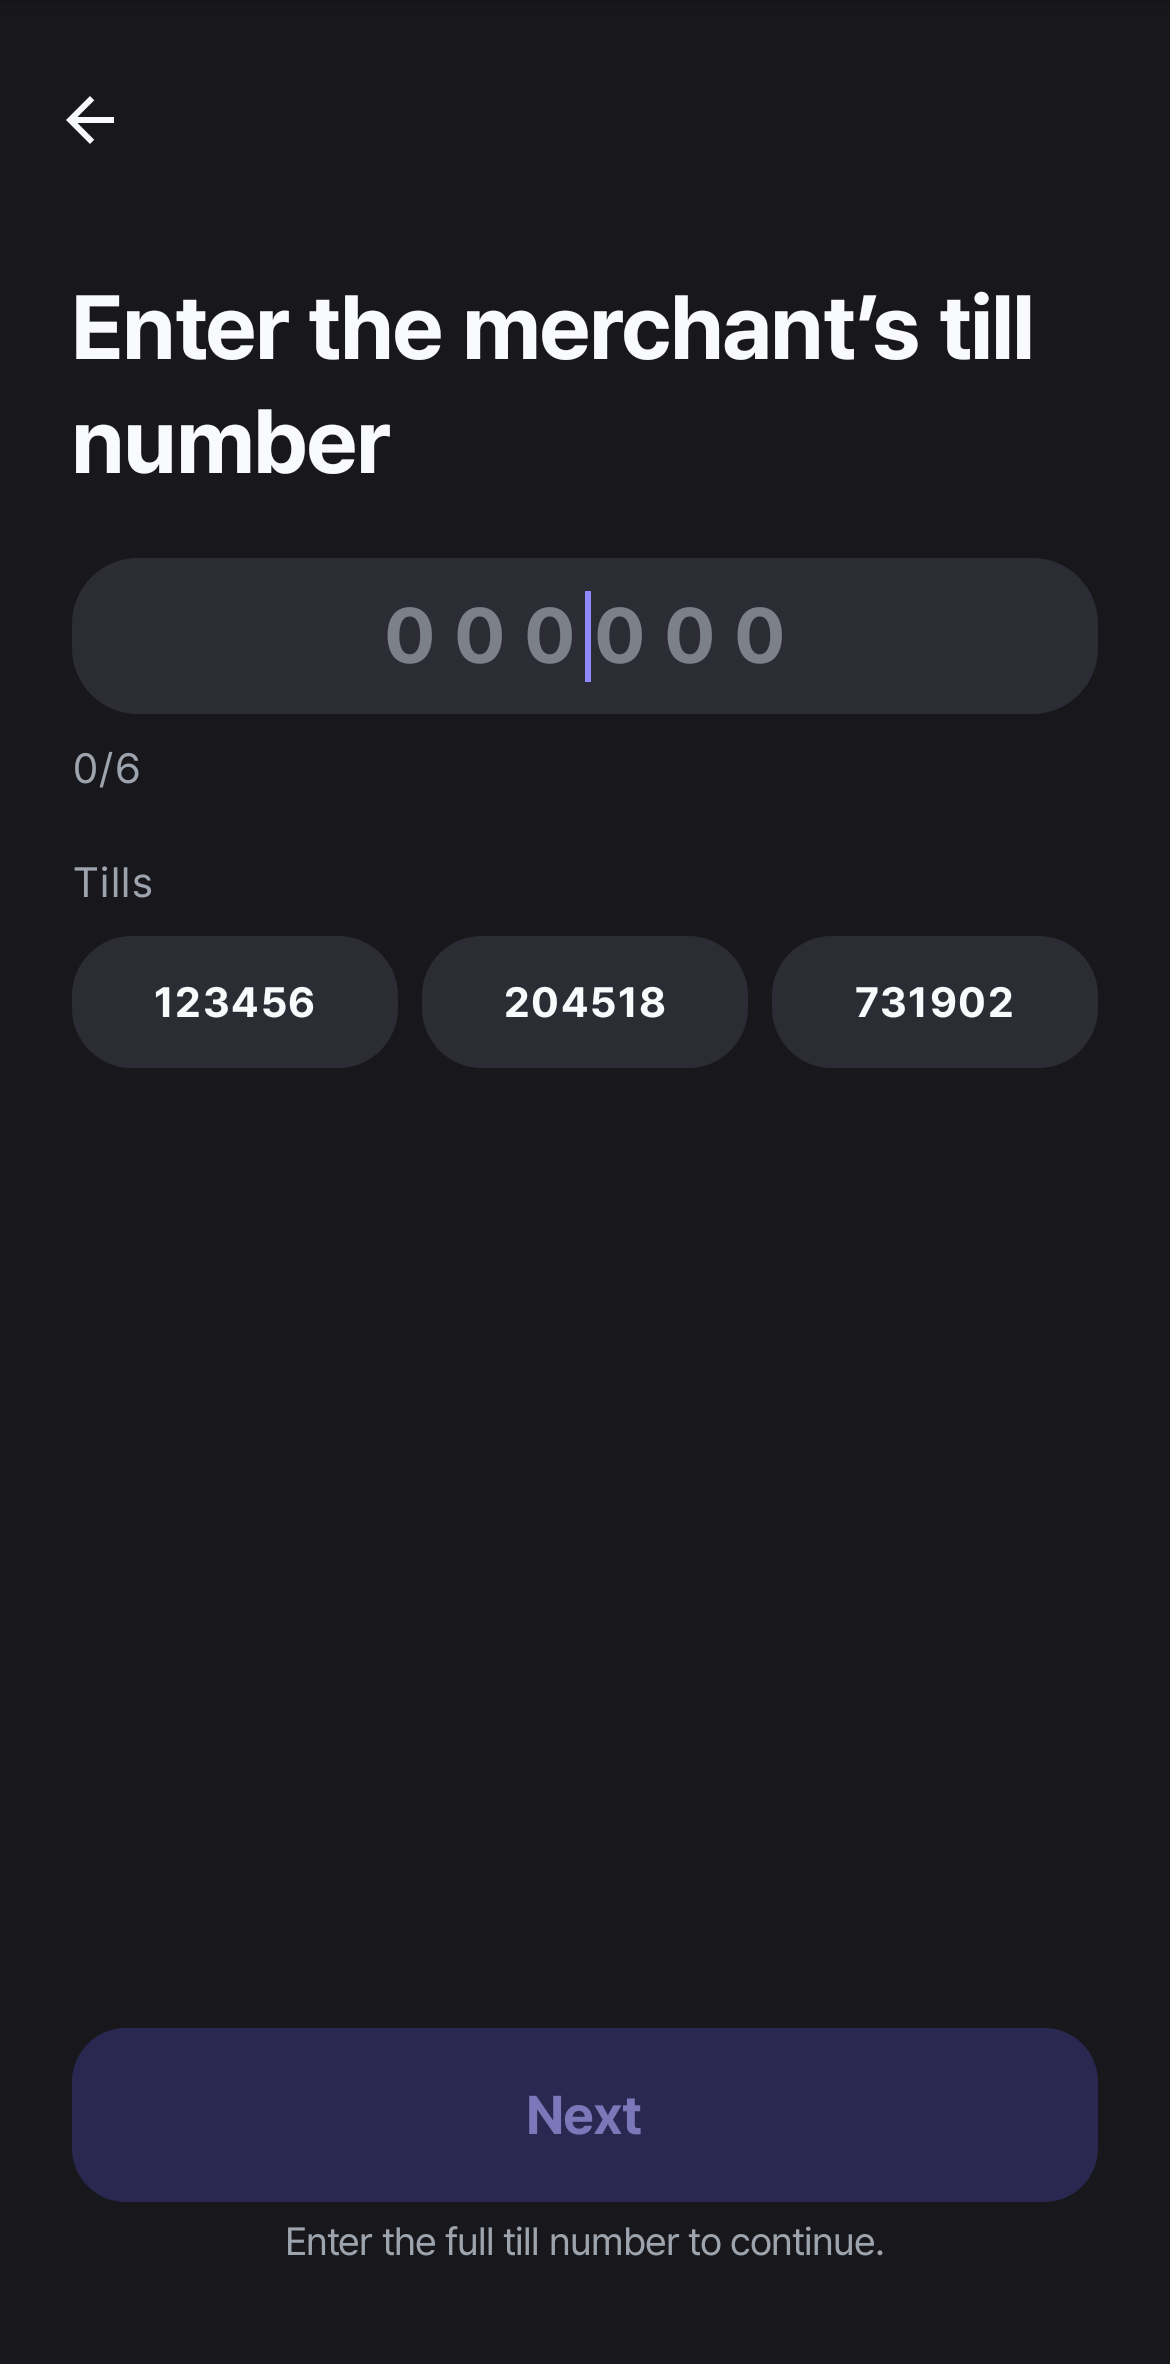 Enter the merchant’s till
number
0 0 0 0 0 0
0/6
Tills
123456 204518 731902
Next
Enter the full till number to continue.